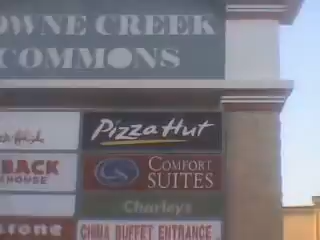 OWNE CREEK
COMMONS
Pizza Hut
BACK
COMFORT
SUITES
Charleys
CHINA BUFFET ENTRANCE